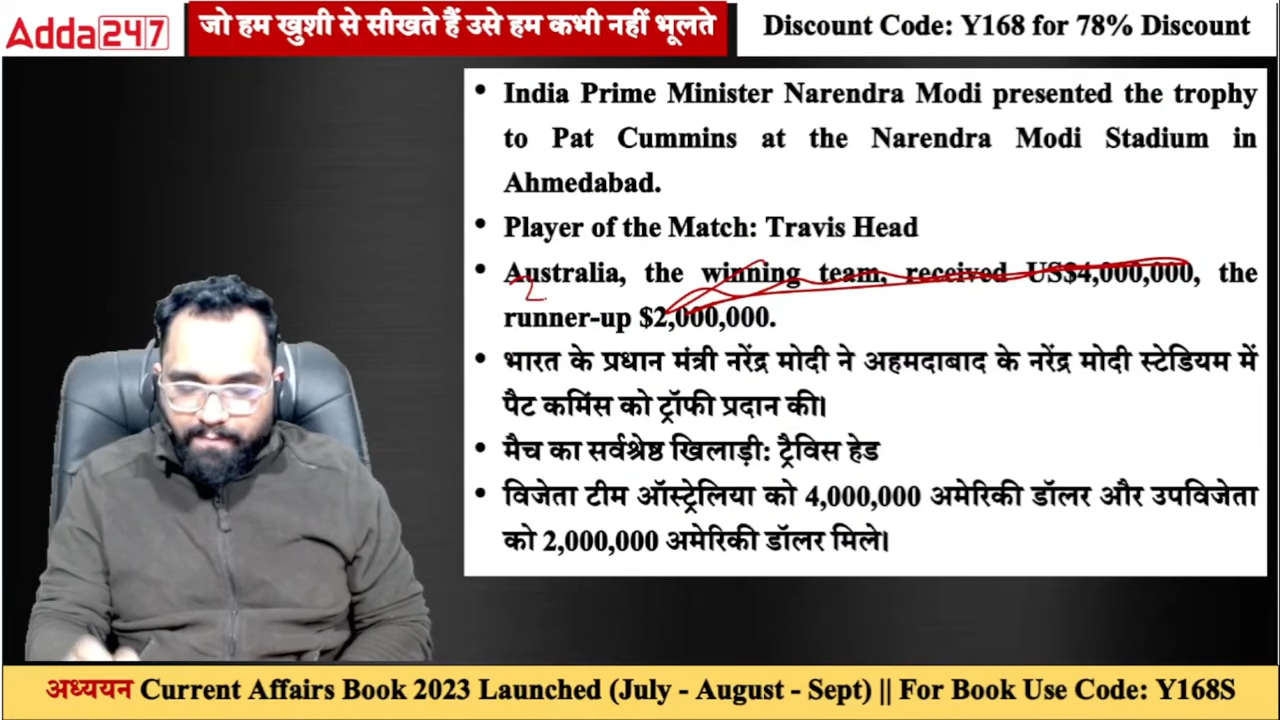 Adda247
जो हम खुशी से सीखते हैं उसे हम कभी नहीं भूलते
Discount Code: Y168 for 78% Discount
• India Prime Minister Narendra Modi presented the trophy
to Pat Cummins at the Narendra Modi Stadium in
Ahmedabad.
• Player of the Match: Travis Head
• Australia, the winning team, received US$4,000,000, the
runner-up $2,000,000.
• भारत के प्रधान मंत्री नरेंद्र मोदी ने अहमदाबाद के नरेंद्र मोदी स्टेडियम में
पैट कमिंस को ट्रॉफी प्रदान की।
• मैच का सर्वश्रेष्ठ खिलाड़ी: ट्रैविस हेड
• विजेता टीम ऑस्ट्रेलिया को 4,000,000 अमेरिकी डॉलर और उपविजेता
को 2,000,000 अमेरिकी डॉलर मिले।
अध्ययन Current Affairs Book 2023 Launched (July - August - Sept) || For Book Use Code: Y168S